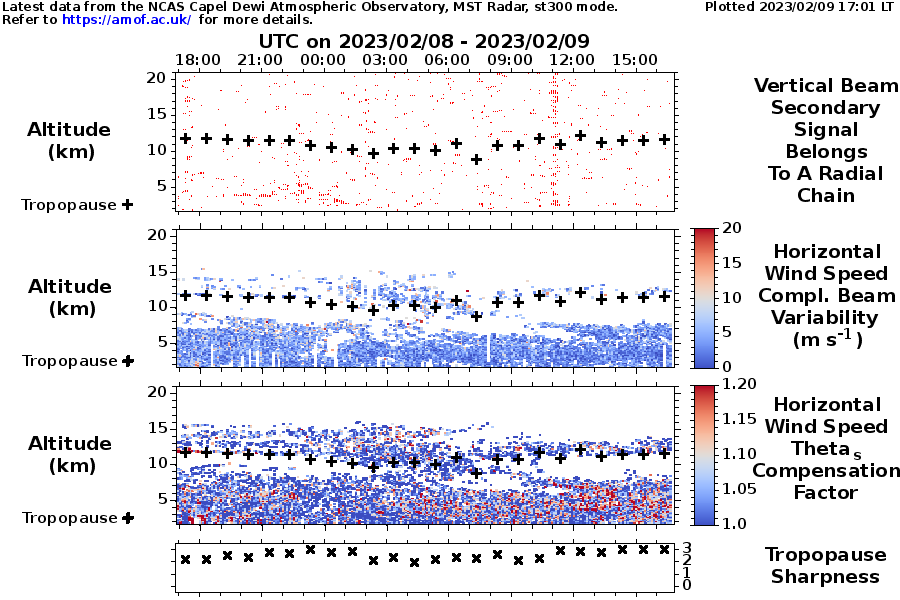 Latest data from the NCAS Capel Dewi Atmospheric Observatory, MST Radar, st300 mode.
Plotted 2023/02/09 17:01 LT
Refer to https://amof.ac.uk/ for more details.
UTC on 2023/02/08 - 2023/02/09
18:00 21:00 00:00 03:00 06:00 09:00 12:00 15:00
20
15
10
5
Altitude
(km)
Tropopause +
Vertical Beam
Secondary
Signal
Belongs
To A Radial
Chain
20
15
10
5
Altitude
(km)
Tropopause +
20
15
10
5
0
Horizontal
Wind Speed
Compl. Beam
Variability
(m s-1)
20
15
10
5
Altitude
(km)
Tropopause +
1.20
1.15
1.10
1.05
1.0
Horizontal
Wind Speed
Theta s
Compensation
Factor
3
2
1
0
Tropopause
Sharpness